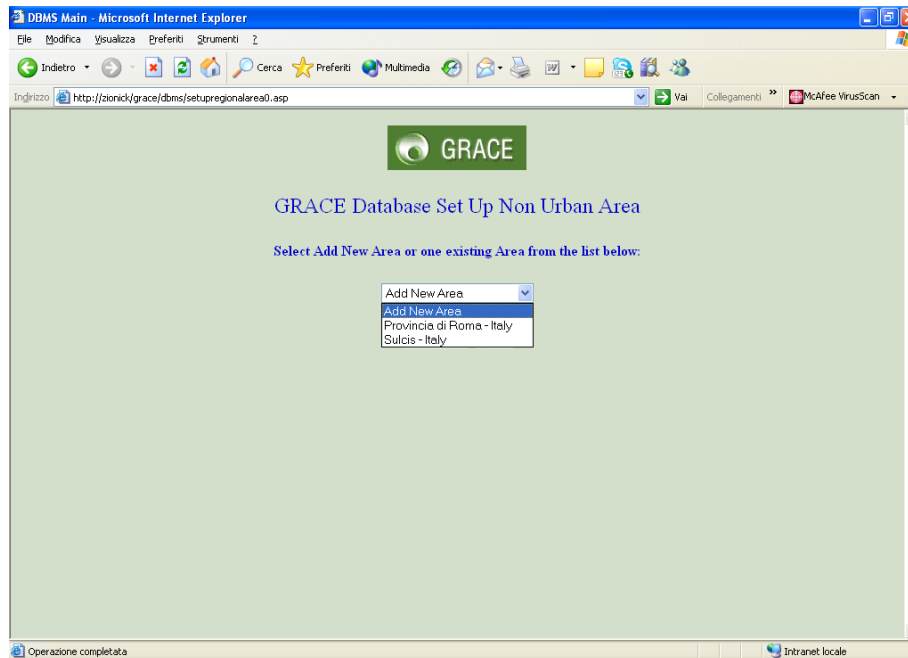 DBMS Main - Microsoft Internet Explorer
File Modifica Visualizza Preferiti Strumenti ?
Indietro Cerca Preferiti Multimedia
Indirizzo http://zionick/grace/dbms/setupregionalarea0.asp Vai Collegamenti » McAfee VirusScan
GRACE
GRACE Database Set Up Non Urban Area
Select Add New Area or one existing Area from the list below:
Add New Area
Add New Area
Provincia di Roma - Italy
Sulcis - Italy
Operazione completata Intranet locale